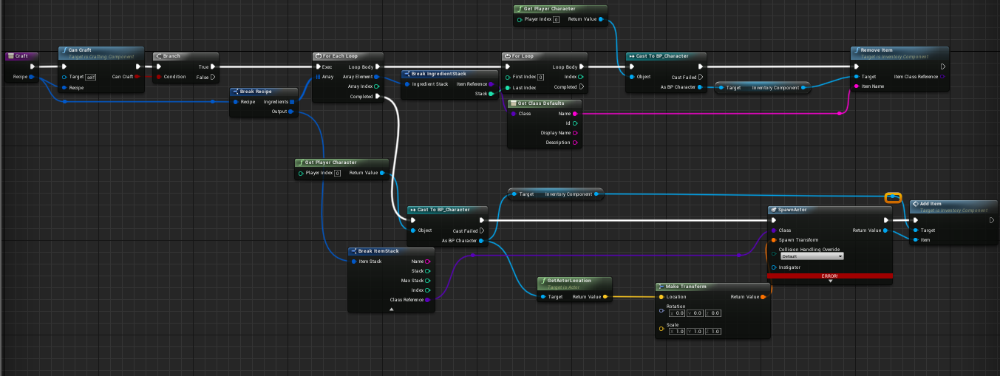 Get Player Character
Player Index 0 Return Value
Craft
Recipe
Can Craft
Target is Crafting Component
Target self Can Craft
Recipe
Branch
True
Condition False
Break Recipe
Recipe Ingredients
Output
For Each Loop
Exec Loop Body
Array Array Element
Array Index
Completed
Break IngredientStack
Ingredient Stack Item Reference
Stack
For Loop
Loop Body
First Index 0 Index
Last Index Completed
Get Class Defaults
Class Name
Id
Display Name
Description
Cast To BP_Character
Cast Failed
Object
As BP Character
Target Inventory Component
Remove Item
Target is Inventory Component
Target Item Class Reference
Item Name
Get Player Character
Player Index 0 Return Value
Cast To BP_Character
Object Cast Failed
As BP Character
Target Inventory Component
Break ItemStack
Item Stack Name
Stack
Max Stack
Index
Class Reference
GetActorLocation
Target is Actor
Target Return Value
Make Transform
Location Return Value
Rotation
X 0.0 Y 0.0 Z 0.0
Scale
X 1.0 Y 1.0 Z 1.0
SpawnActor
Class Return Value
Spawn Transform
Collision Handling Override
Default
Instigator
ERROR!
Add Item
Target is Inventory Component
Target
Item